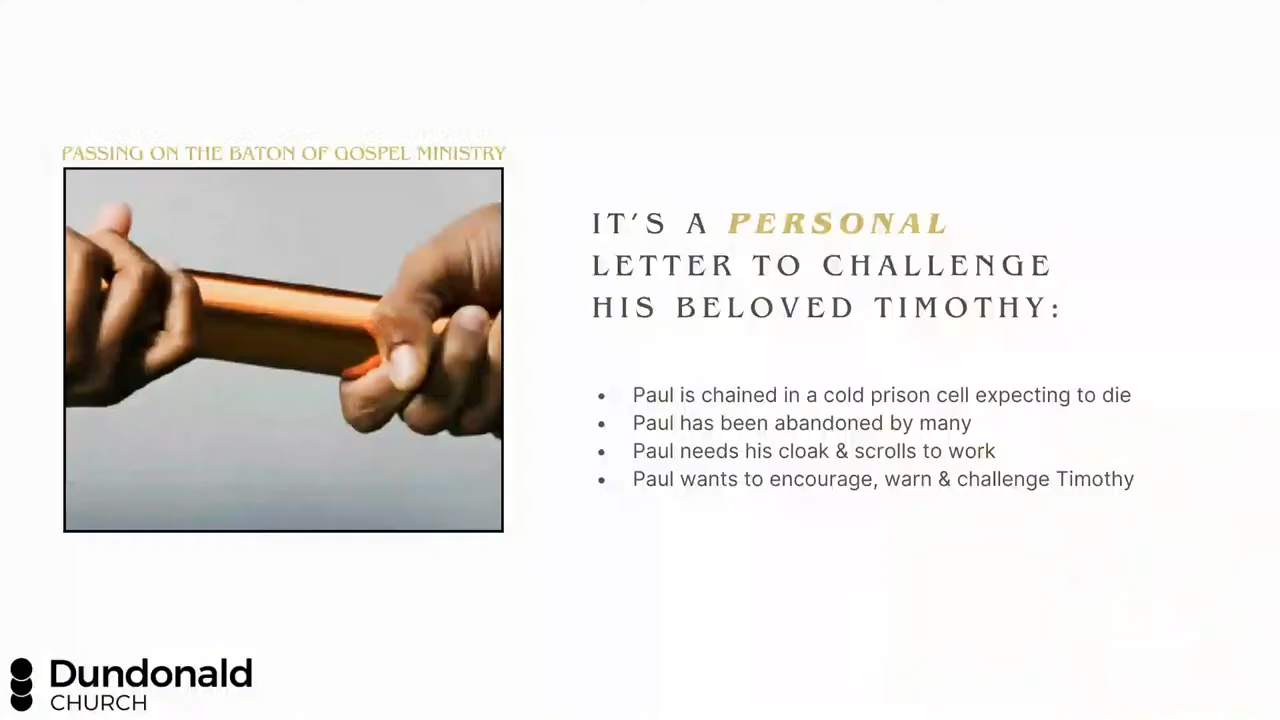 PASSING ON THE BATON OF GOSPEL MINISTRY
IT'S A PERSONAL
LETTER TO CHALLENGE
HIS BELOVED TIMOTHY:
• Paul is chained in a cold prison cell expecting to die
• Paul has been abandoned by many
• Paul needs his cloak & scrolls to work
• Paul wants to encourage, warn & challenge Timothy
Dundonald
CHURCH